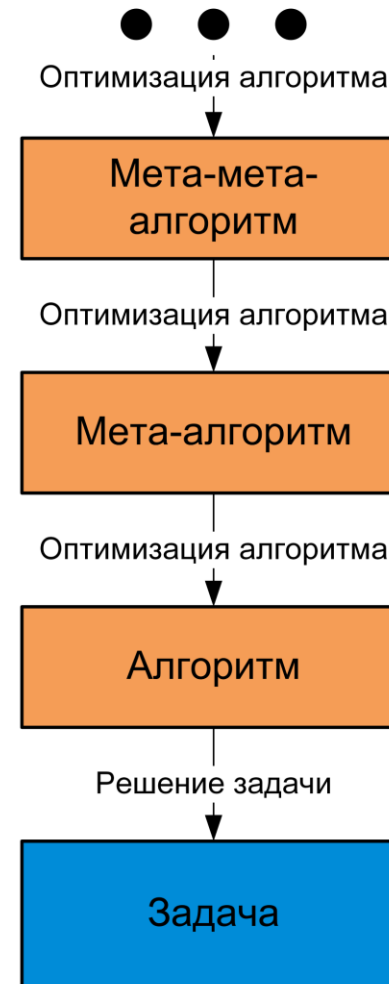 Оптимизация алгоритма
Мета-мета-
алгоритм
Оптимизация алгоритма
Мета-алгоритм
Оптимизация алгоритма
Алгоритм
Решение задачи
Задача